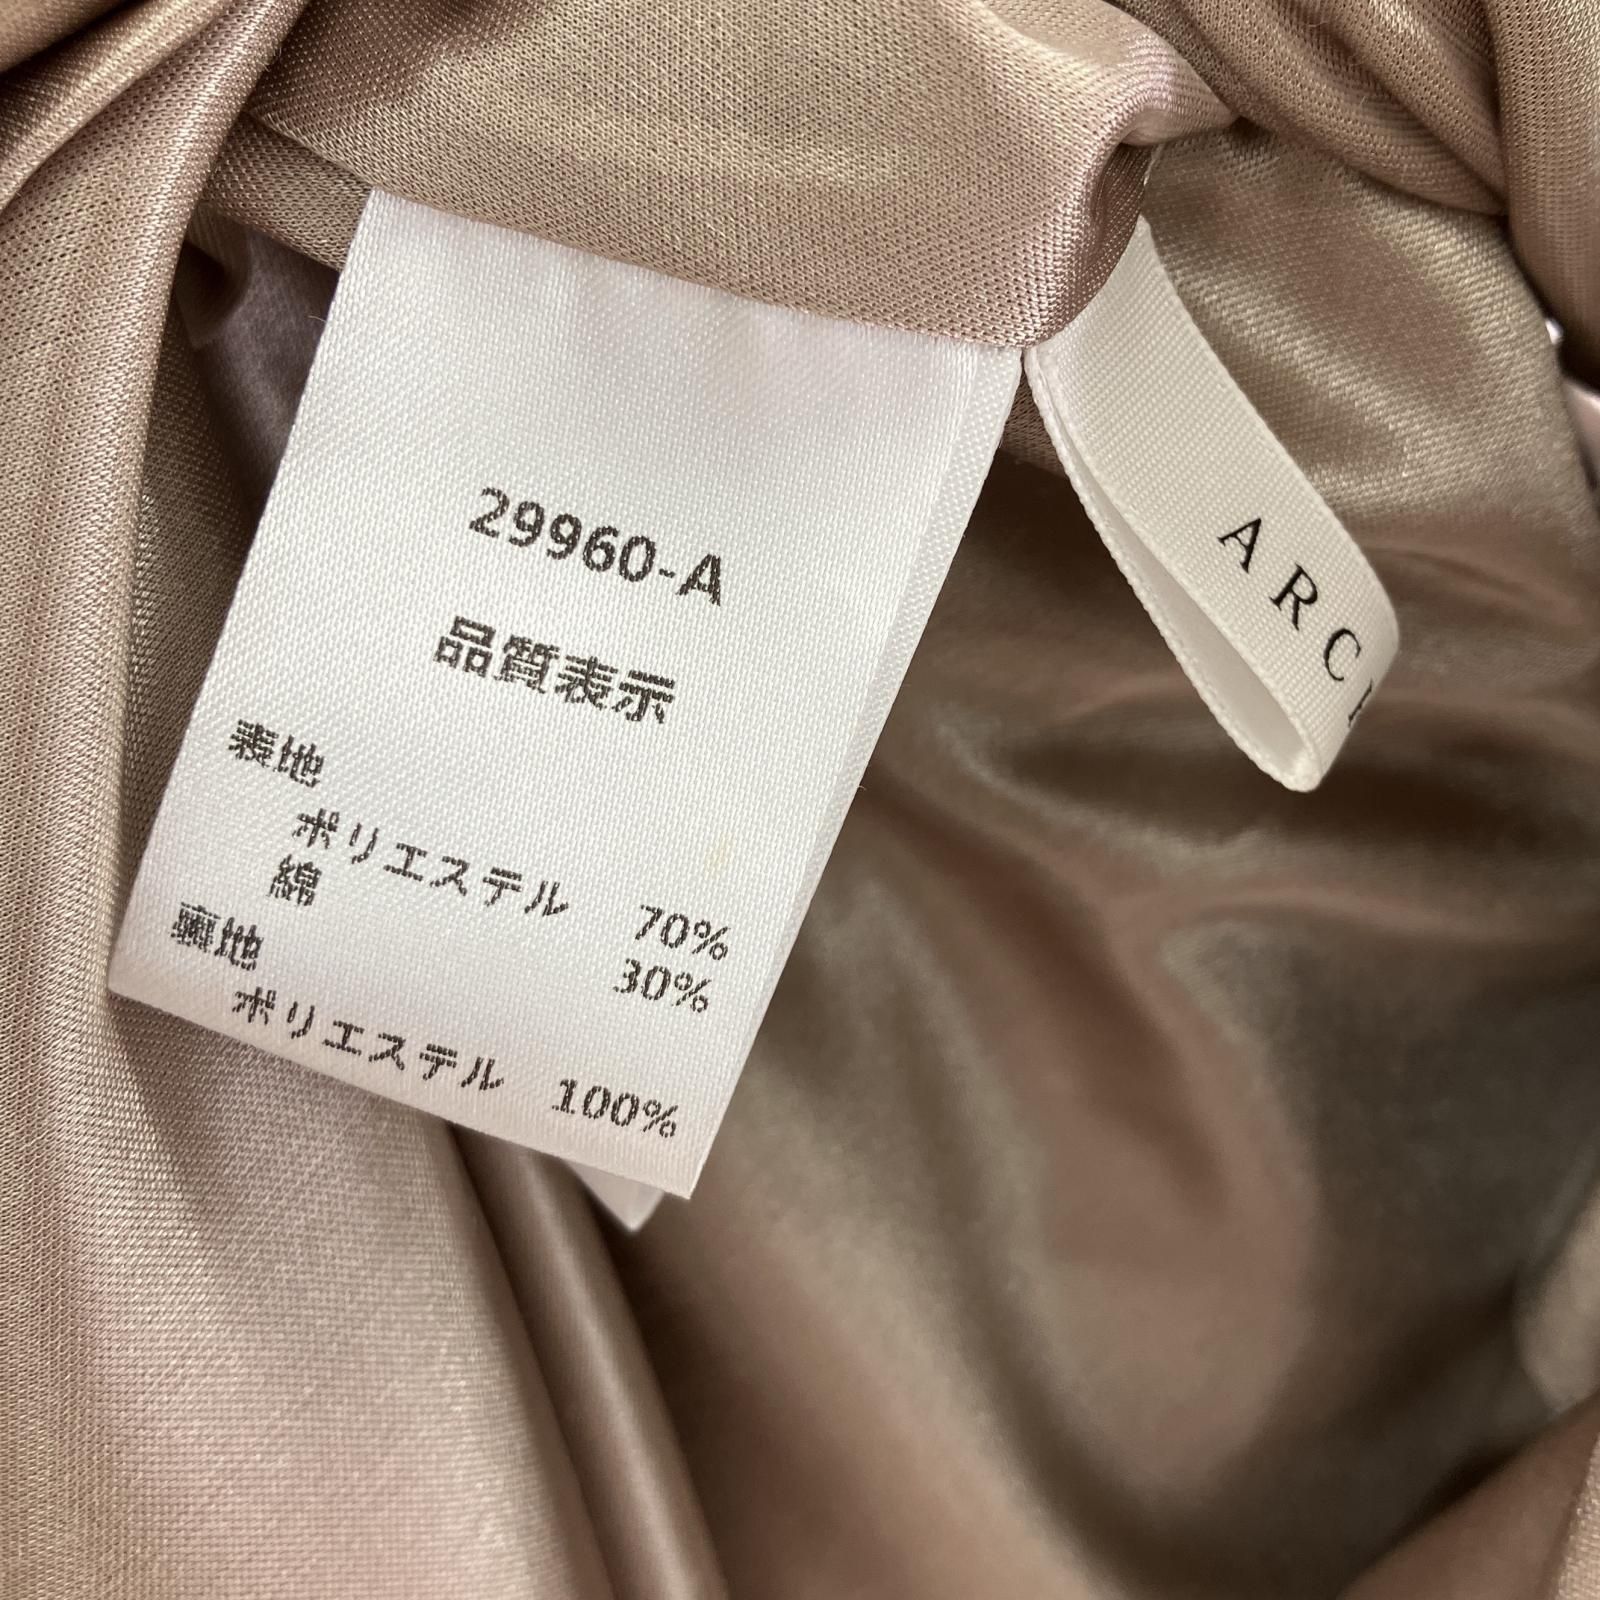 29960-A
品質表示
表地
ポリエステル 70%
綿 30%
裏地
ポリエステル 100%
ARC